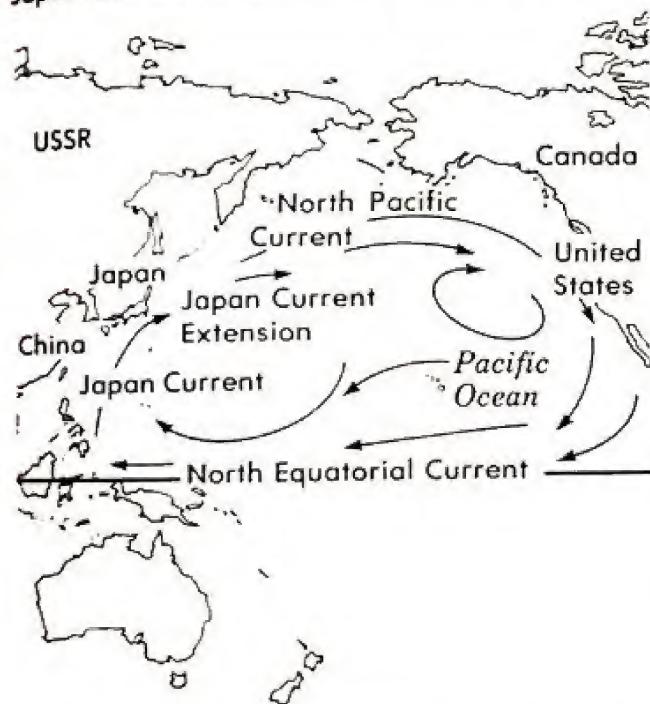 USSR
Canada
North Pacific
Current
United
States
Japan
Japan Current
Extension
China
Japan Current
Pacific
Ocean
North Equatorial Current